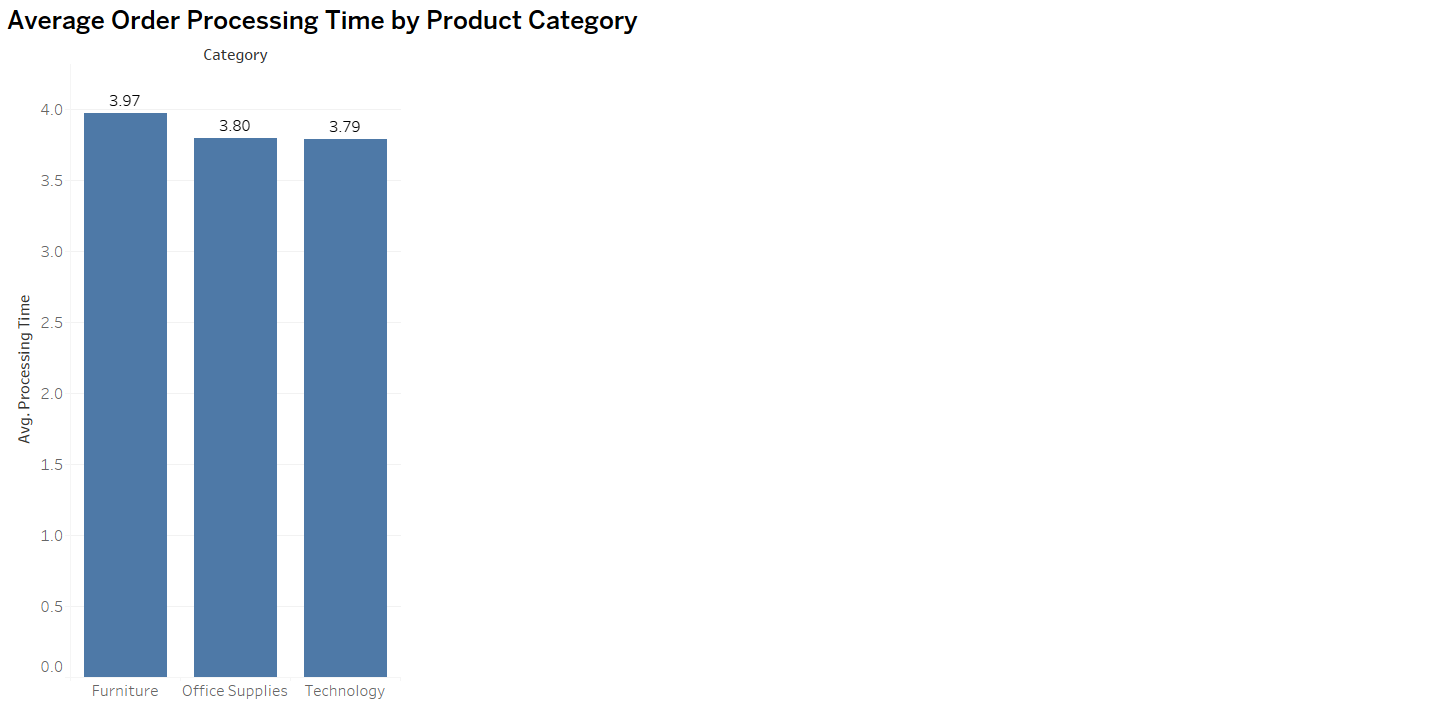 Average Order Processing Time by Product Category
Category
Avg. Processing Time
4.0
3.5
3.0
2.5
2.0
1.5
1.0
0.5
0.0
3.97
3.80
3.79
Furniture
Office Supplies
Technology